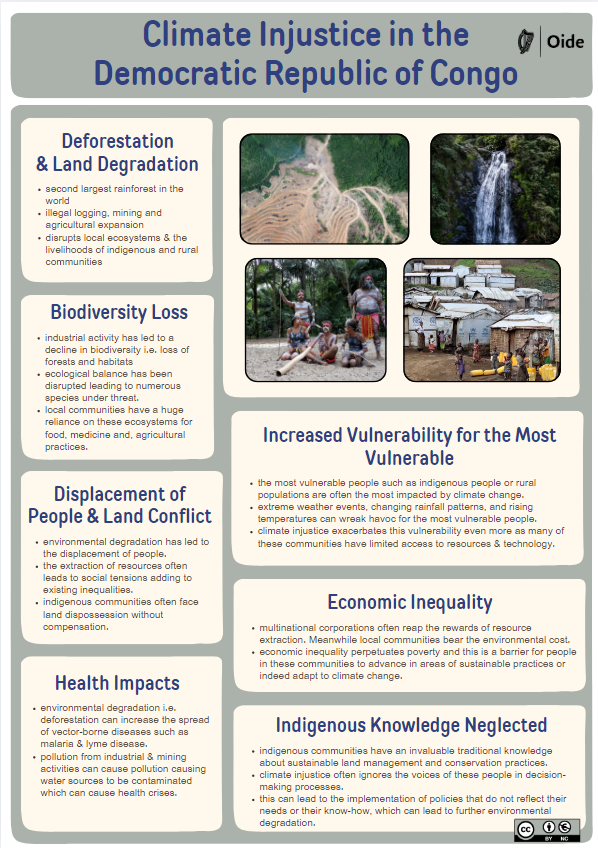 Climate Injustice in the
Democratic Republic of Congo
Oide
Deforestation
& Land Degradation
• second largest rainforest in the
world
• illegal logging, mining and
agricultural expansion
• disrupts local ecosystems & the
livelihoods of indigenous and rural
communities
Biodiversity Loss
• industrial activity has led to a
decline in biodiversity i.e. loss of
forests and habitats
• ecological balance has been
disrupted leading to numerous
species under threat.
• local communities have a huge
reliance on these ecosystems for
food, medicine and, agricultural
practices.
Displacement of
People & Land Conflict
• environmental degradation has led to
the displacement of people.
• the extraction of resources often
leads to social tensions adding to
existing inequalities.
• indigenous communities often face
land dispossession without
compensation.
Health Impacts
• environmental degradation i.e.
deforestation can increase the spread
of vector-borne diseases such as
malaria & lyme disease.
• pollution from industrial & mining
activities can cause pollution causing
water sources to be contaminated
which can cause health crises.
Increased Vulnerability for the Most
Vulnerable
• the most vulnerable people such as indigenous people or rural
populations are often the most impacted by climate change.
• extreme weather events, changing rainfall patterns, and rising
temperatures can wreak havoc for the most vulnerable people.
• climate injustice exacerbates this vulnerability even more as many of
these communities have limited access to resources & technology.
Economic Inequality
• multinational corporations often reap the rewards of resource
extraction. Meanwhile local communities bear the environmental cost.
• economic inequality perpetuates poverty and this is a barrier for people
in these communities to advance in areas of sustainable practices or
indeed adapt to climate change.
Indigenous Knowledge Neglected
• indigenous communities have an invaluable traditional knowledge
about sustainable land management and conservation practices.
• climate injustice often ignores the voices of these people in decision-
making processes.
• this can lead to the implementation of policies that do not reflect their
needs or their know-how, which can lead to further environmental
degradation.
cc
BY NC